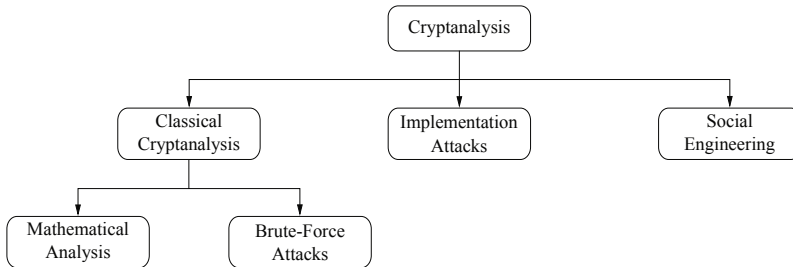 Cryptanalysis
Classical
Cryptanalysis
Implementation
Attacks
Social
Engineering
Mathematical
Analysis
Brute-Force
Attacks